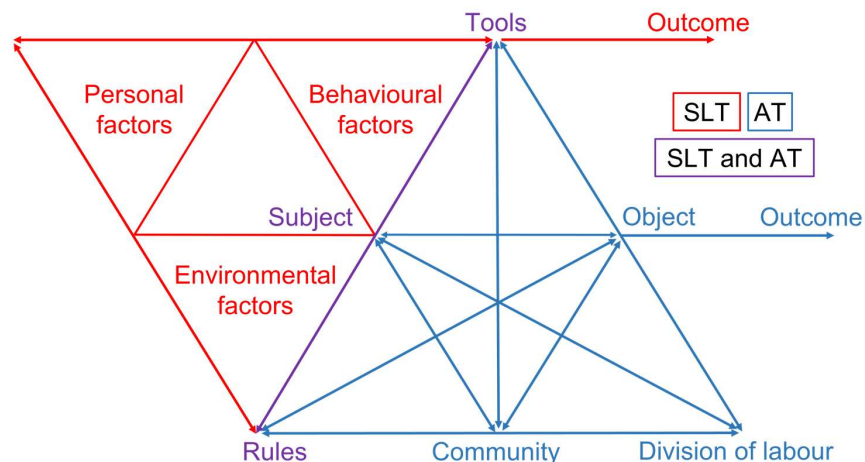 Tools
Outcome
Personal
factors
Behavioural
factors
SLT
AT
SLT and AT
Subject
Object
Outcome
Environmental
factors
Rules
Community
Division of labour